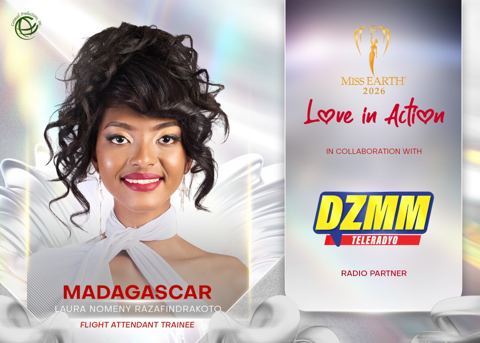 MADAGASCAR
LAURA NOMENY RAZAFINDRAKOTO
FLIGHT ATTENDANT TRAINEE
MISS EARTH
2026
Love in Action
IN COLLABORATION WITH
DZMM
TELERADYO
RADIO PARTNER